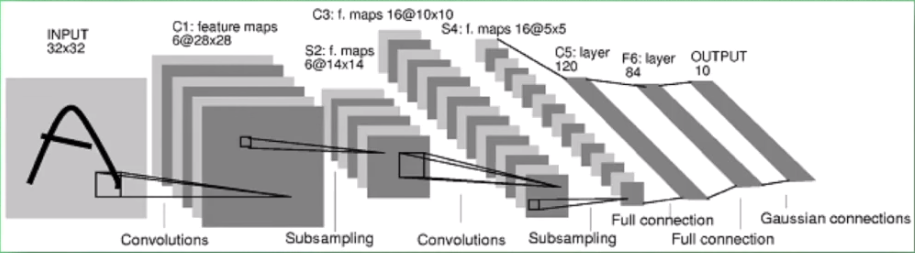 INPUT
32x32
C1: feature maps
6@28x28
S2: f. maps
6@14x14
C3: f. maps 16@10x10
S4: f. maps 16@5x5
C5: layer
120
F6: layer
84
OUTPUT
10
A
Convolutions
Subsampling
Convolutions
Subsampling
Full connection
Full connection
Gaussian connections